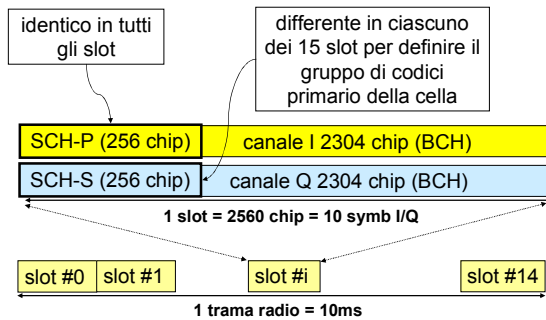 identico in tutti
gli slot
differente in ciascuno
dei 15 slot per definire il
gruppo di codici
primario della cella
SCH-P (256 chip)
canale I 2304 chip (BCH)
SCH-S (256 chip)
canale Q 2304 chip (BCH)
1 slot = 2560 chip = 10 symb I/Q
slot #0
slot #1
slot #i
slot #14
1 trama radio = 10ms